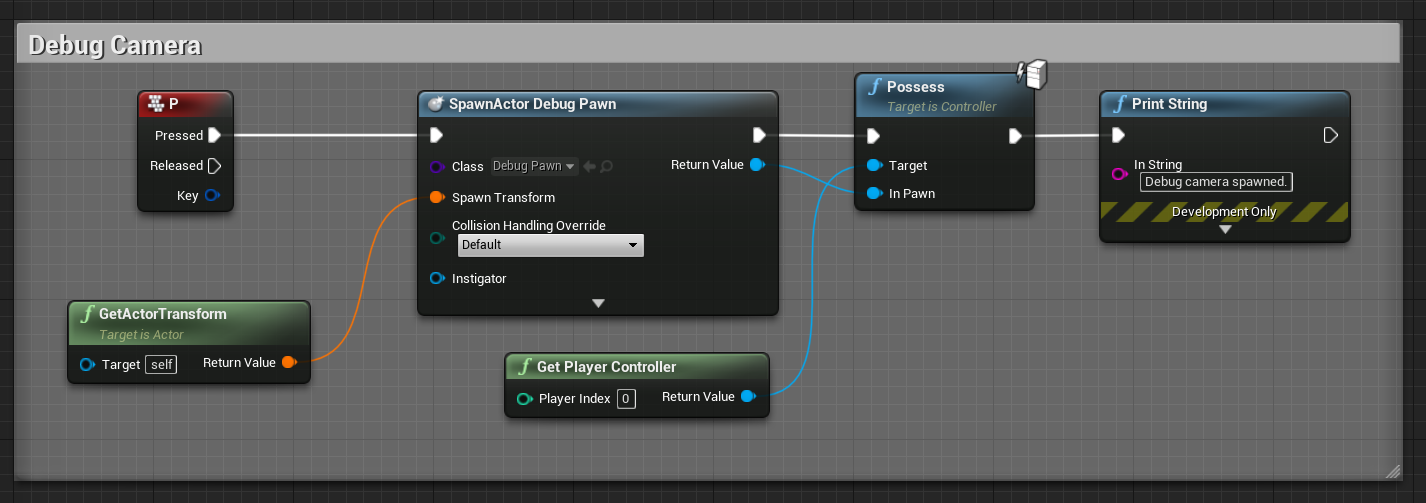 Debug Camera
P
Pressed
Released
Key
SpawnActor Debug Pawn
Class Debug Pawn
Return Value
Spawn Transform
Collision Handling Override
Default
Instigator
Possess
Target is Controller
Target
In Pawn
Print String
In String
Debug camera spawned.
Development Only
GetActorTransform
Target is Actor
Target self Return Value
Get Player Controller
Player Index 0 Return Value